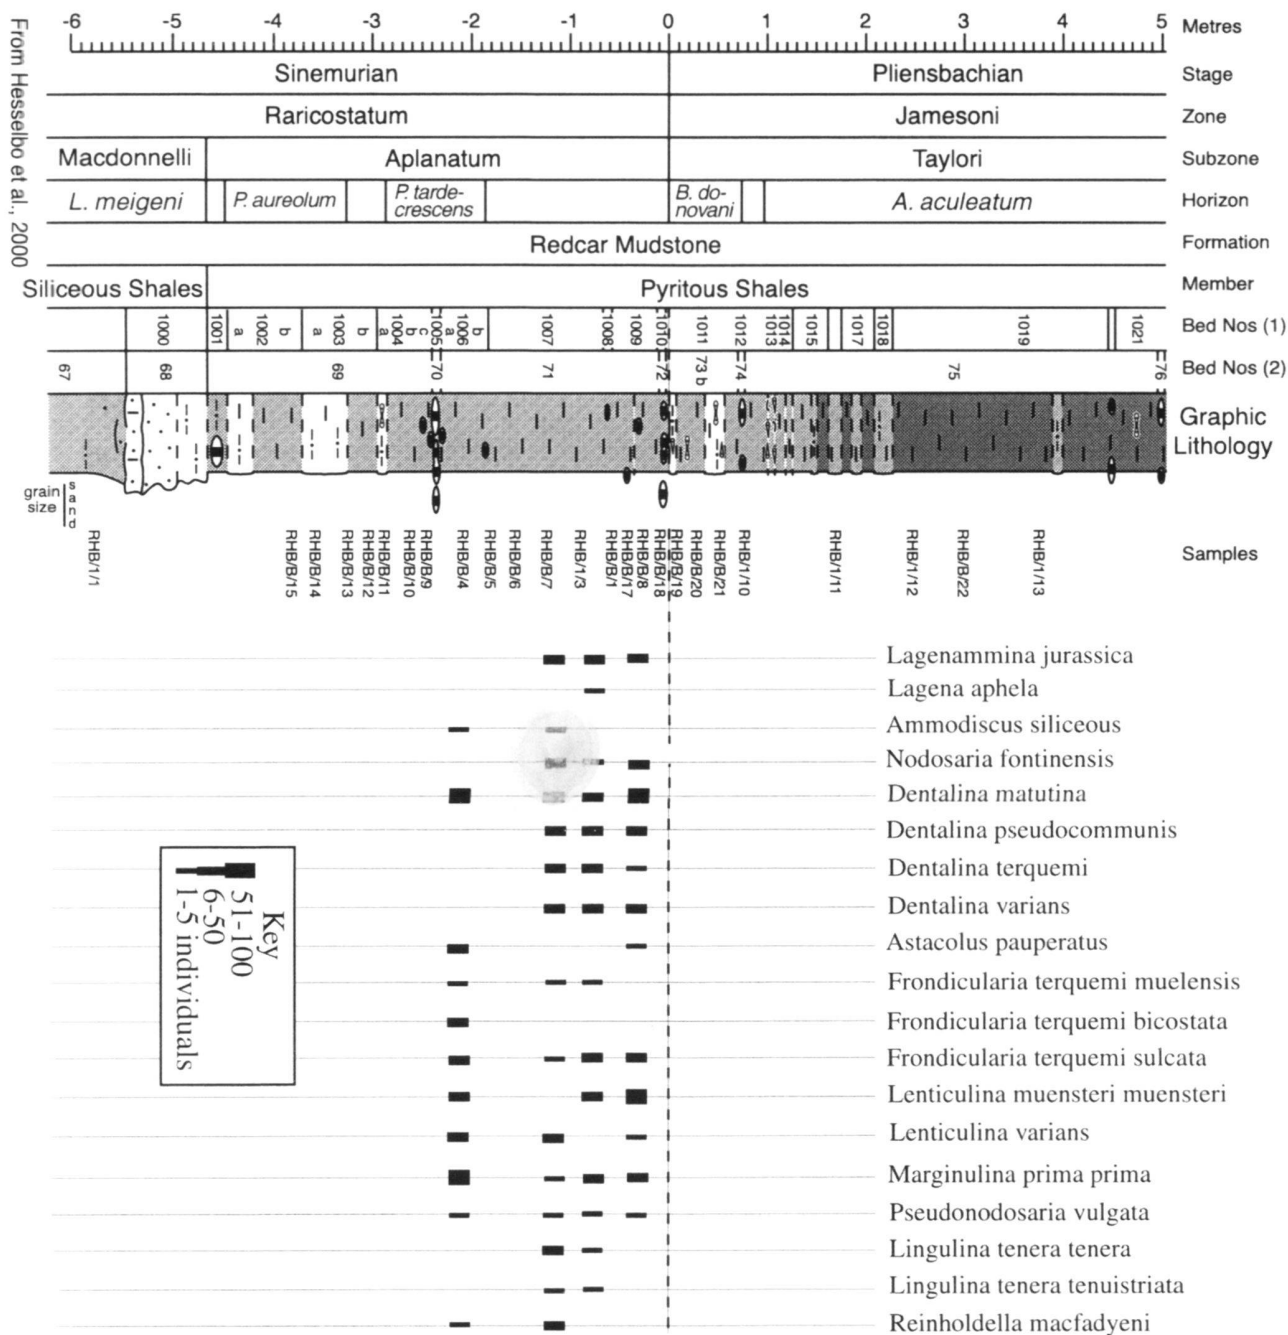 -6 -5 -4 -3 -2 -1 0 1 2 3 4 5 Metres
Sinemurian Pliensbachian Stage
Raricostatum Jamesoni Zone
Macdonnelli Aplanatum Taylori Subzone
L. meigeni P. aureolum P. tarde-crescens B. do-novani A. aculeatum Horizon
Redcar Mudstone Formation
Siliceous Shales Pyritous Shales Member
1000 1001 a 1002 b a 1003 b a 1004 b c 1005 a 1006 b 1007 1008 1009 1010 1011 1012 1013 1014 1015 1017 1018 1019 1021 Bed Nos (1)
67 68 69 70 71 72 73 b 74 75 76 Bed Nos (2)
Graphic
Lithology
grain
size
sand
RHB/1/1 RHB/B/15 RHB/B/14 RHB/B/13 RHB/B/12 RHB/B/11 RHB/B/10 RHB/B/9 RHB/B/4 RHB/B/5 RHB/B/6 RHB/B/7 RHB/1/3 RHB/B/1 RHB/B/17 RHB/B/8 RHB/B/18 RHB/B/19 RHB/B/20 RHB/B/21 RHB/1/10 RHB/1/11 RHB/1/12 RHB/B/22 RHB/1/13 Samples
From Hesselbo et al., 2000
Lagenammina jurassica
Lagena aphela
Ammodiscus siliceous
Nodosaria fontinensis
Dentalina matutina
Dentalina pseudocommunis
Dentalina terquemi
Dentalina varians
Astacolus pauperatus
Frondicularia terquemi muelensis
Frondicularia terquemi bicostata
Frondicularia terquemi sulcata
Lenticulina muensteri muensteri
Lenticulina varians
Marginulina prima prima
Pseudonodosaria vulgata
Lingulina tenera tenera
Lingulina tenera tenuistriata
Reinholdella macfadyeni
Key
51-100
6-50
1-5 individuals